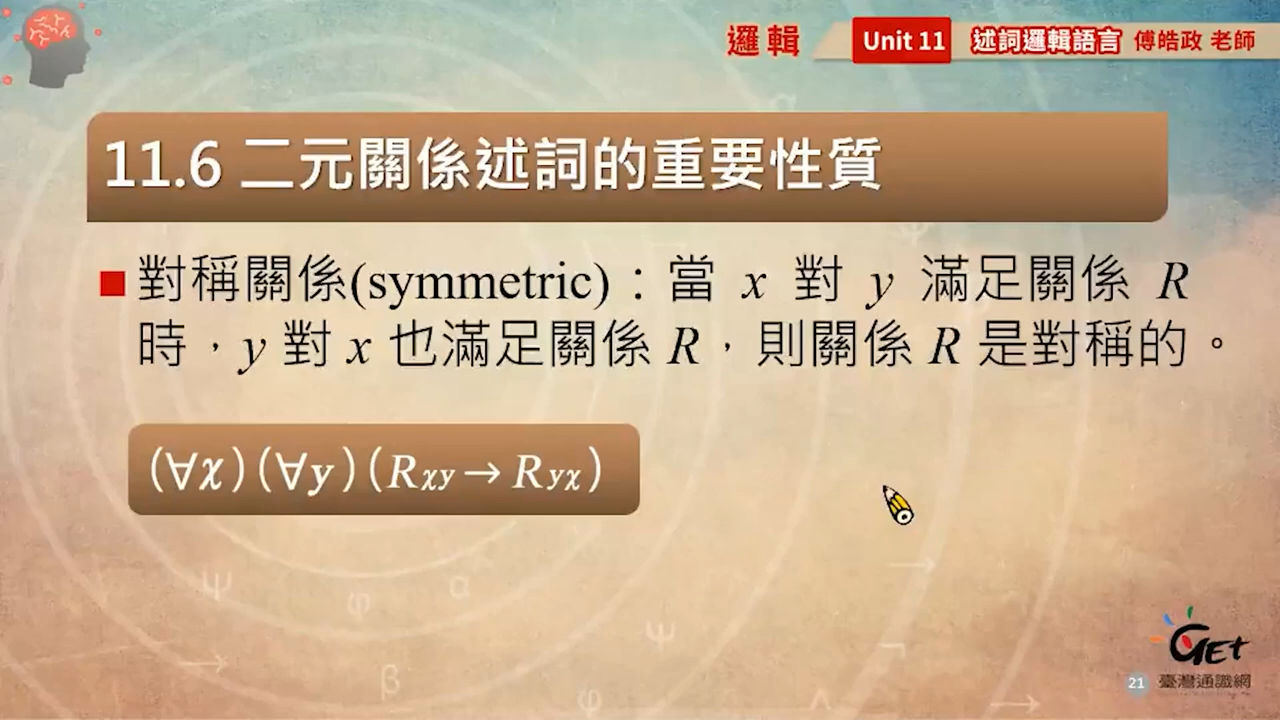 邏輯 Unit 11 述詞邏輯語言 傅皓政 老師
11.6 二元關係述詞的重要性質
對稱關係(symmetric)：當 x 對 y 滿足關係 R
時，y 對 x 也滿足關係 R，則關係 R 是對稱的。
(∀x)(∀y)(Rxy→Ryx)
ψ
φ
α
ψ
β
φ
GEt
21 臺灣通識網